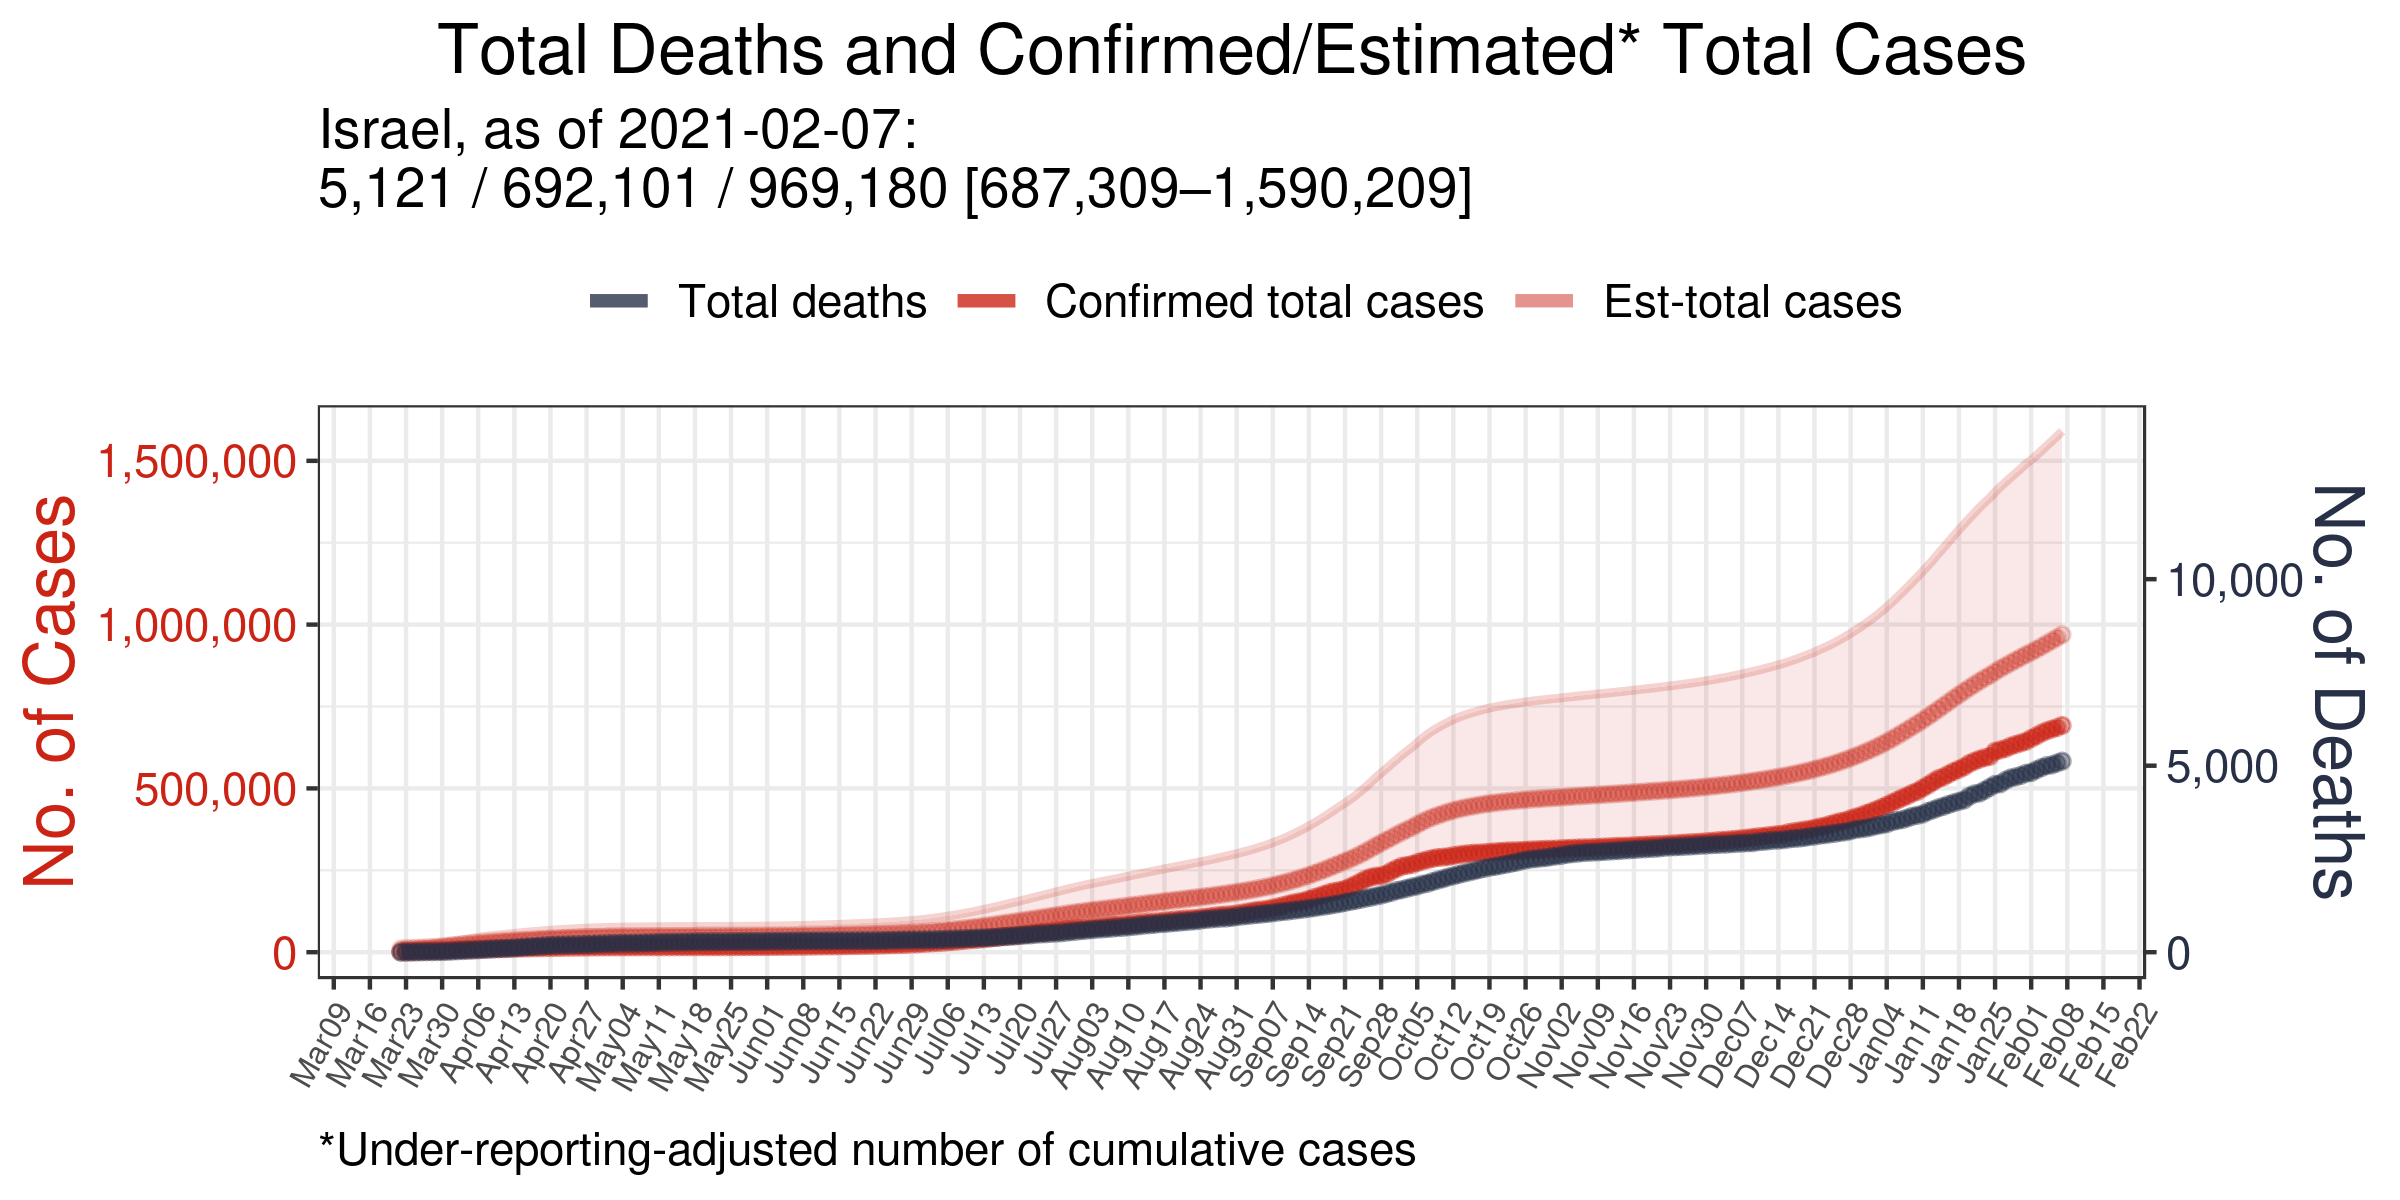 Total Deaths and Confirmed/Estimated* Total Cases
Israel, as of 2021-02-07:
5,121 / 692,101 / 969,180 [687,309–1,590,209]
Total deaths
Confirmed total cases
Est-total cases
No. of Cases
1,500,000
1,000,000
500,000
0
No. of Deaths
10,000
5,000
0
Mar09
Mar16
Mar23
Mar30
Apr06
Apr13
Apr20
Apr27
May04
May11
May18
May25
Jun01
Jun08
Jun15
Jun22
Jun29
Jul06
Jul13
Jul20
Jul27
Aug03
Aug10
Aug17
Aug24
Aug31
Sep07
Sep14
Sep21
Sep28
Oct05
Oct12
Oct19
Oct26
Nov02
Nov09
Nov16
Nov23
Nov30
Dec07
Dec14
Dec21
Dec28
Jan04
Jan11
Jan18
Jan25
Feb01
Feb08
Feb15
Feb22
*Under-reporting-adjusted number of cumulative cases